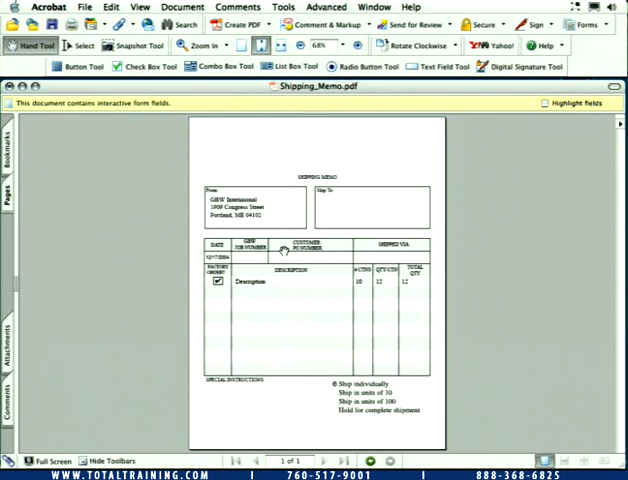 Acrobat File Edit View Document Comments Tools Advanced Window Help
Search Create PDF Comment & Markup Send for Review Secure Sign Forms
Hand Tool Select Snapshot Tool Zoom In 68% Rotate Clockwise Yahoo! Help
Button Tool Check Box Tool Combo Box Tool List Box Tool Radio Button Tool Text Field Tool Digital Signature Tool
Shipping_Memo.pdf
This document contains interactive form fields. Highlight fields
Bookmarks
Pages
Attachments
Comments
SHIPPING MEMO
From: Ship To
GBW International
1909 Congress Street
Portland, ME 04102
DATE GBW JOB NUMBER CUSTOMER PO NUMBER SHIPPED VIA
12/17/2004
FACTORY ORDER? DESCRIPTION # CTNS QTY/CTN TOTAL QTY
Description 10 12 12
SPECIAL INSTRUCTIONS
Ship individually
Ship in units of 10
Ship in units of 100
Hold for complete shipment
Full Screen Hide Toolbars 1 of 1
WWW.TOTALTRAINING.COM | 760-517-9001 | 888-368-6825